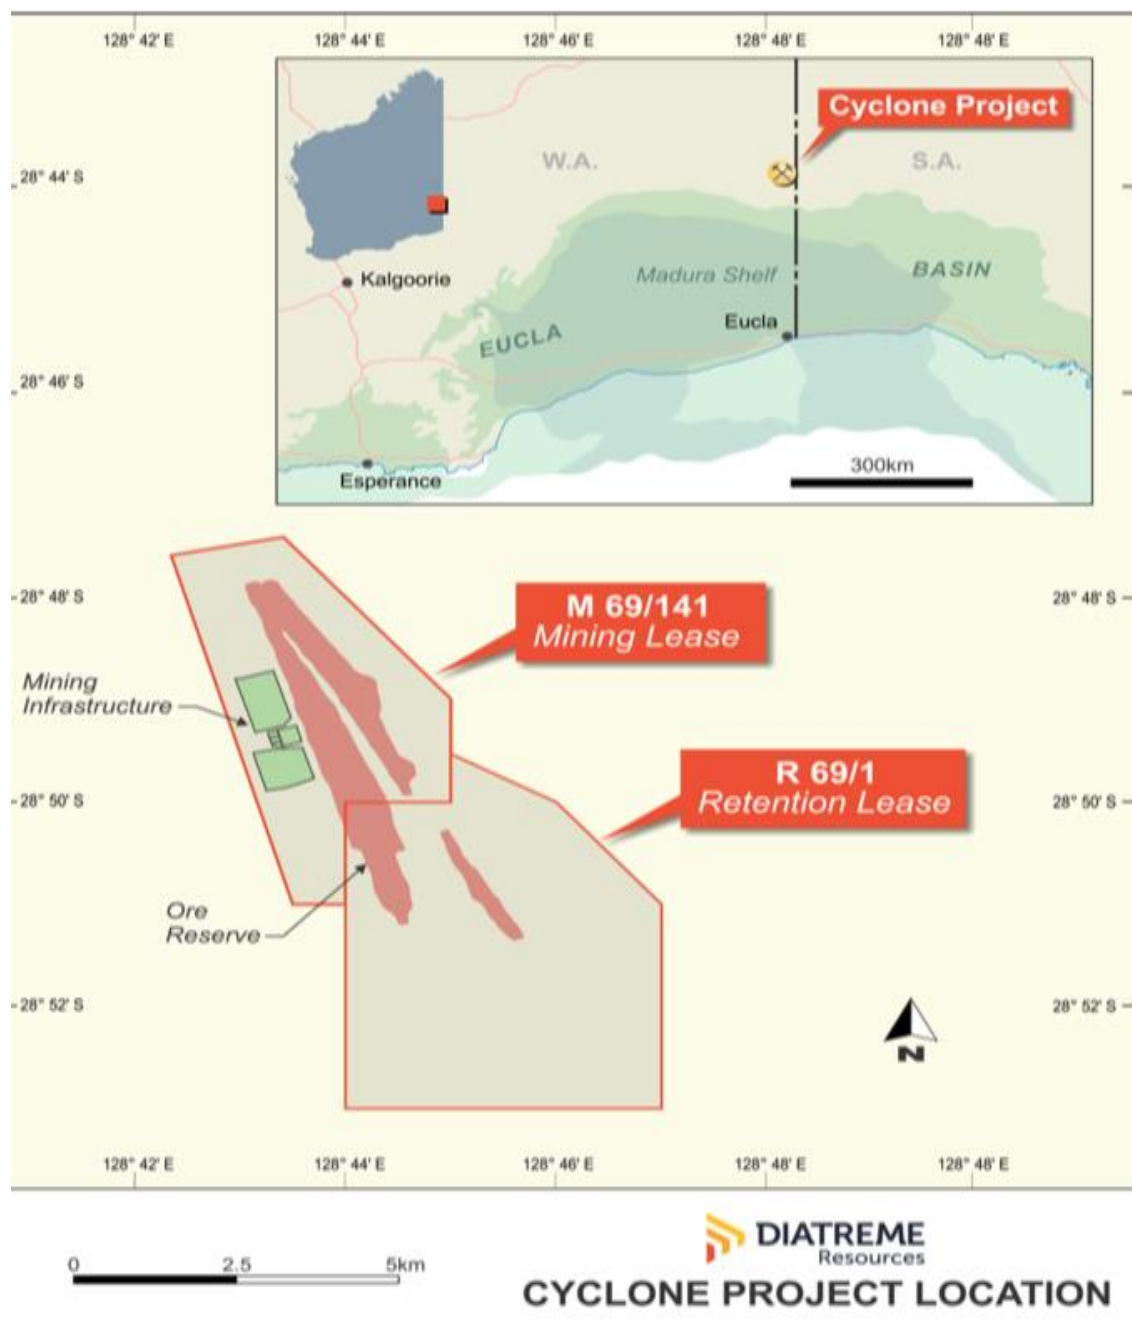 128° 42' E 128° 44' E 128° 46' E 128° 48' E 128° 48' E
Cyclone Project
W.A.
S.A.
28° 44' S
Kalgoorie
Madura Shelf
BASIN
Eucla
EUCLA
28° 46' S
300km
Esperance
28° 48' S
28° 48' S
M 69/141
Mining Lease
Mining
Infrastructure
R 69/1
Retention Lease
28° 50' S
28° 50' S
Ore
Reserve
28° 52' S
28° 52' S
N
128° 42' E 128° 44' E 128° 46' E 128° 48' E 128° 48' E
DIATREME
Resources
0 2.5 5km
CYCLONE PROJECT LOCATION